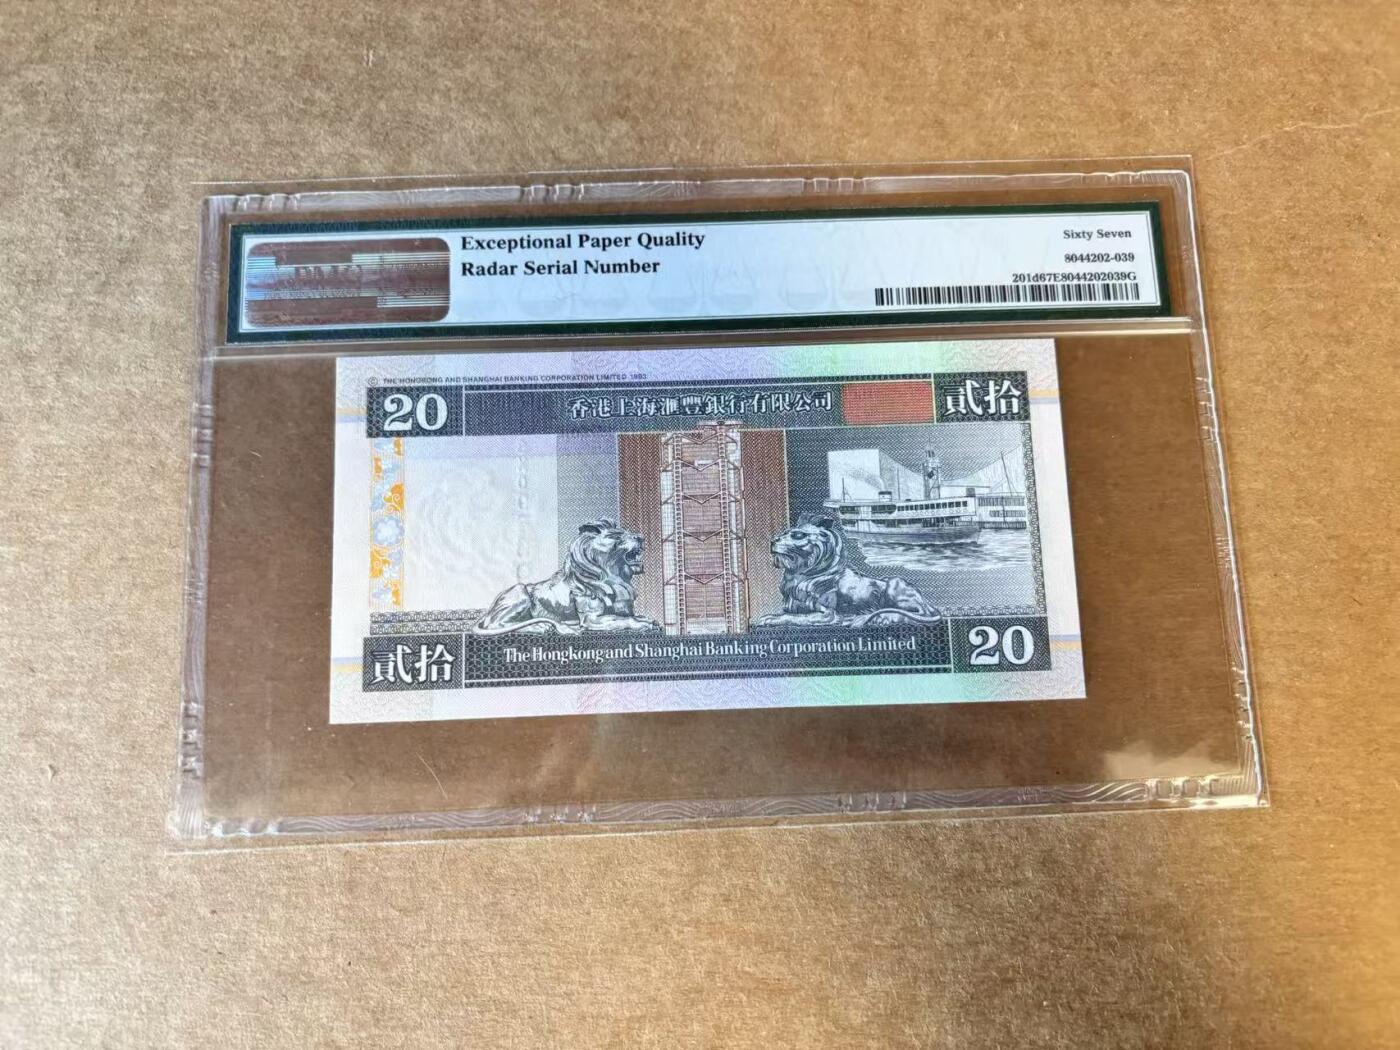 Exceptional Paper Quality
Radar Serial Number
Sixty Seven
8044202-039
201d67E8044202039G
© THE HONGKONG AND SHANGHAI BANKING CORPORATION LIMITED 1993
20
香港上海滙豐銀行有限公司
貳拾
貳拾
The Hongkong and Shanghai Banking Corporation Limited
20